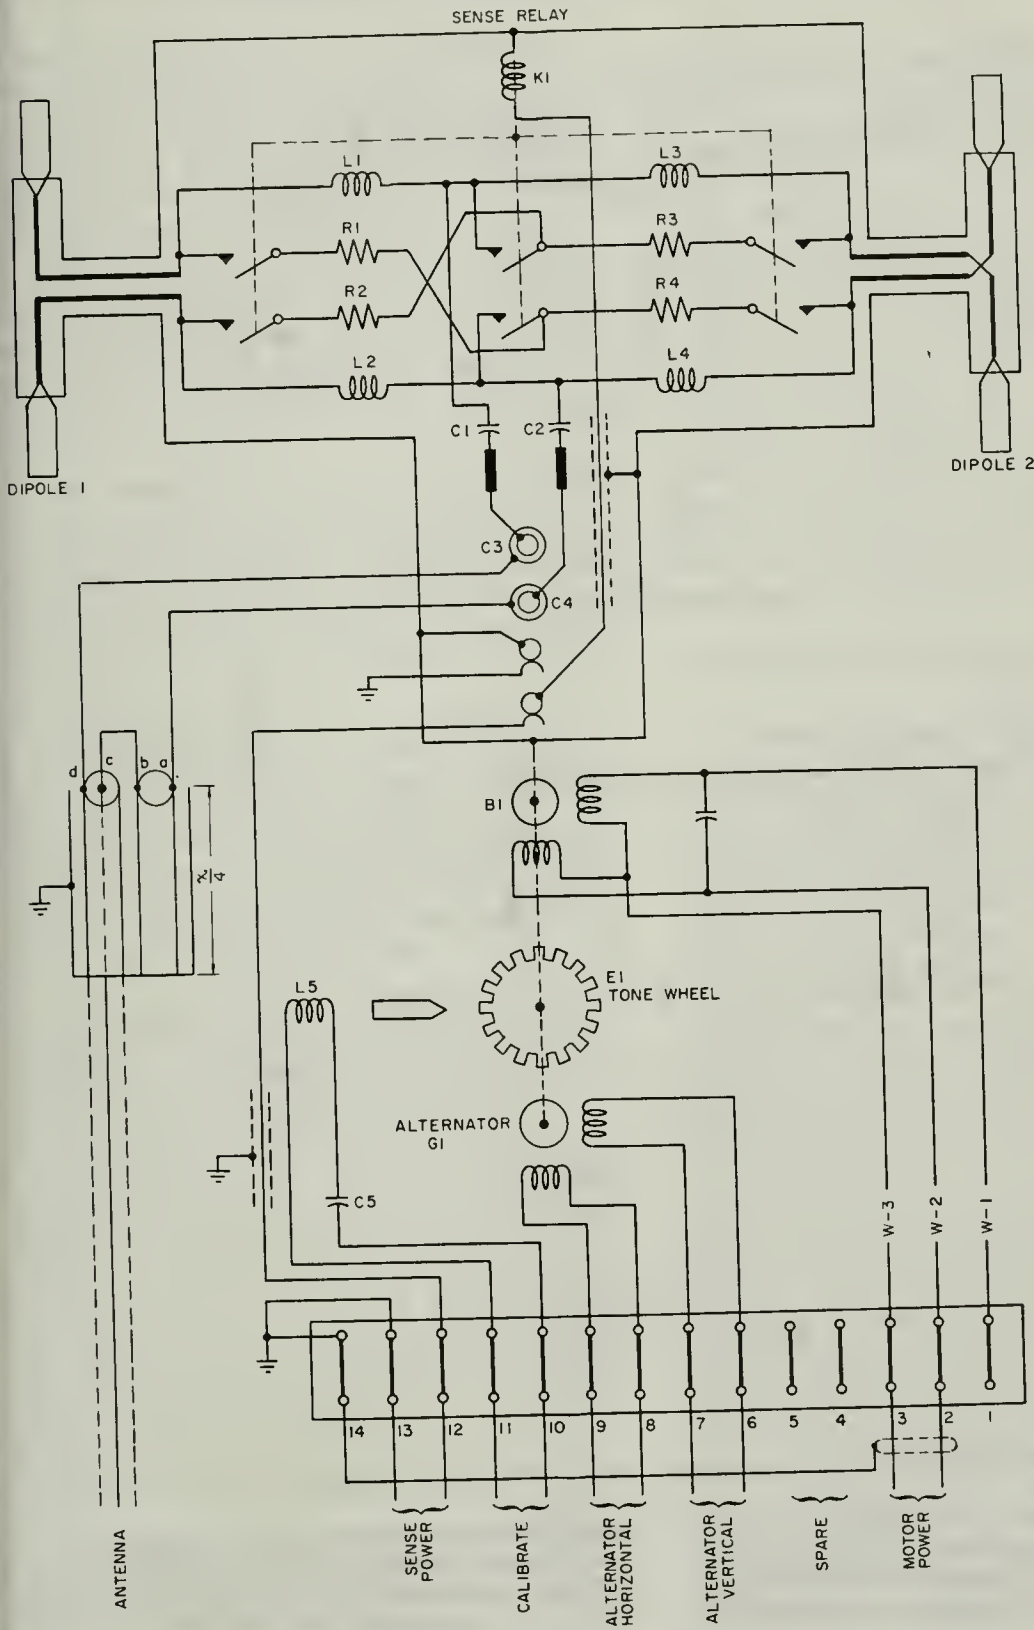 SENSE RELAY
K1
L1
L3
R1
R3
R2
R4
L2
L4
C1
C2
DIPOLE 1
DIPOLE 2
C3
C4
d
c
b
a
B1
λ/4
E1
TONE WHEEL
L5
ALTERNATOR
G1
C5
W-3
W-2
W-1
14
13
12
11
10
9
8
7
6
5
4
3
2
1
ANTENNA
SENSE
POWER
CALIBRATE
ALTERNATOR
HORIZONTAL
ALTERNATOR
VERTICAL
SPARE
MOTOR
POWER